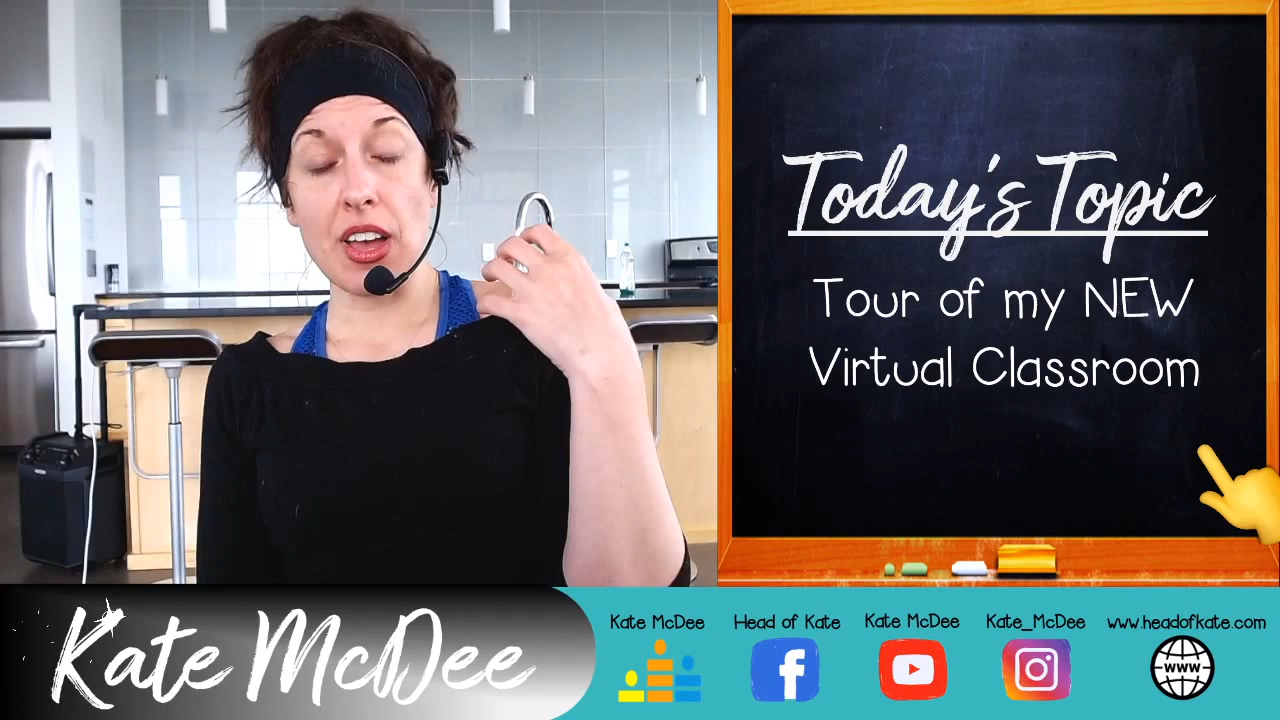 Today's Topic
Tour of my NEW
Virtual Classroom
Kate McDee
Kate McDee
Head of Kate
Kate McDee
Kate_McDee
www.headofkate.com
www